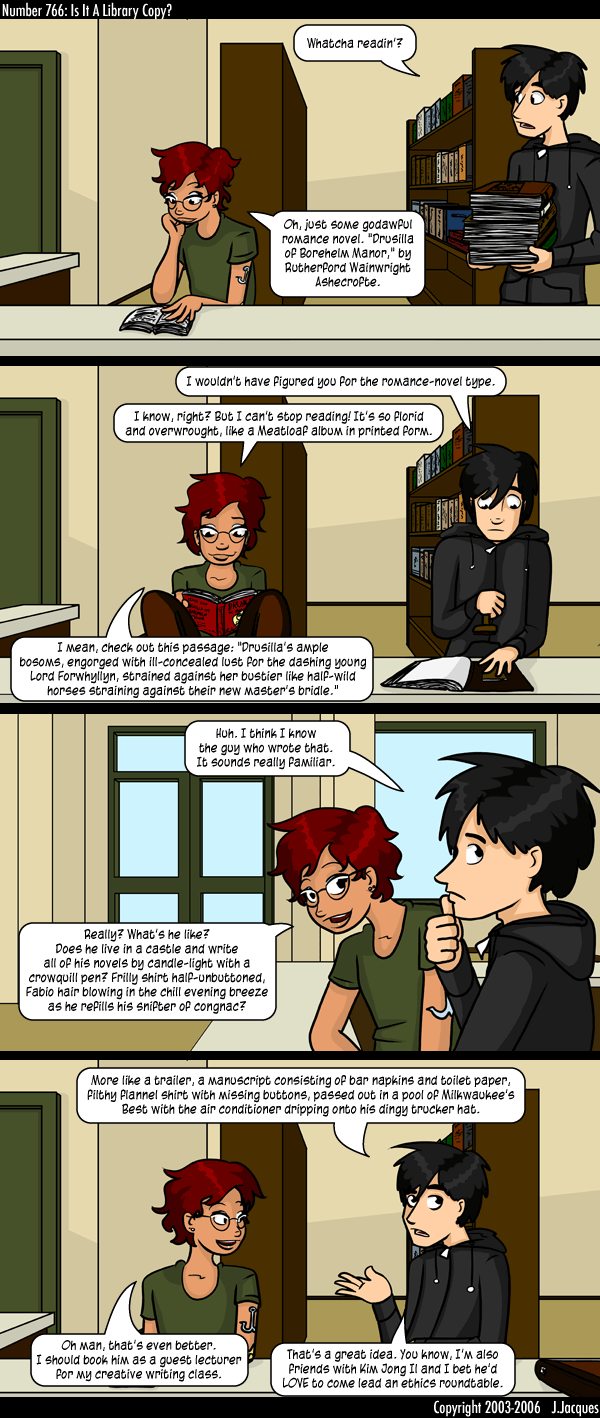 Number 766: Is It A Library Copy?
Whatcha readin'?
Oh, just some godawful
romance novel. "Drusilla
of Borehelm Manor," by
Rutherford Wainwright
Ashecrofte.
I wouldn't have figured you for the romance-novel type.
I know, right? But I can't stop reading! It's so florid
and overwrought, like a Meatloaf album in printed form.
I mean, check out this passage: "Drusilla's ample
bosoms, engorged with ill-concealed lust for the dashing young
Lord Forwhyllyn, strained against her bustier like half-wild
horses straining against their new master's bridle."
Huh. I think I know
the guy who wrote that.
It sounds really familiar.
Really? What's he like?
Does he live in a castle and write
all of his novels by candle-light with a
crowquill pen? Frilly shirt half-unbuttoned,
Fabio hair blowing in the chill evening breeze
as he refills his snifter of congnac?
More like a trailer, a manuscript consisting of bar napkins and toilet paper,
filthy flannel shirt with missing buttons, passed out in a pool of Milkwaukee's
Best with the air conditioner dripping onto his dingy trucker hat.
Oh man, that's even better.
I should book him as a guest lecturer
for my creative writing class.
That's a great idea. You know, I'm also
friends with Kim Jong Il and I bet he'd
LOVE to come lead an ethics roundtable.
Copyright 2003-2006 J.Jacques